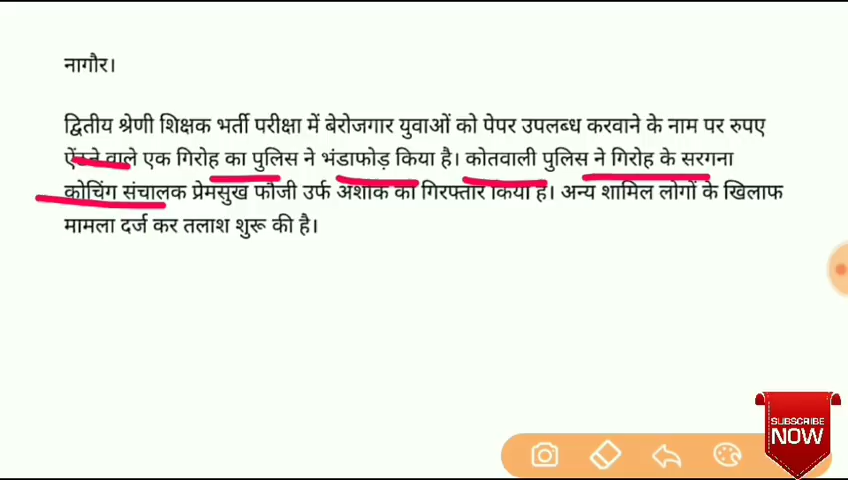 नागौर।
द्वितीय श्रेणी शिक्षक भर्ती परीक्षा में बेरोजगार युवाओं को पेपर उपलब्ध करवाने के नाम पर रुपए
ऐंठने वाले एक गिरोह का पुलिस ने भंडाफोड़ किया है। कोतवाली पुलिस ने गिरोह के सरगना
कोचिंग संचालक प्रेमसुख फौजी उर्फ अशोक को गिरफ्तार किया है। अन्य शामिल लोगों के खिलाफ
मामला दर्ज कर तलाश शुरू की है।
SUBSCRIBE
NOW